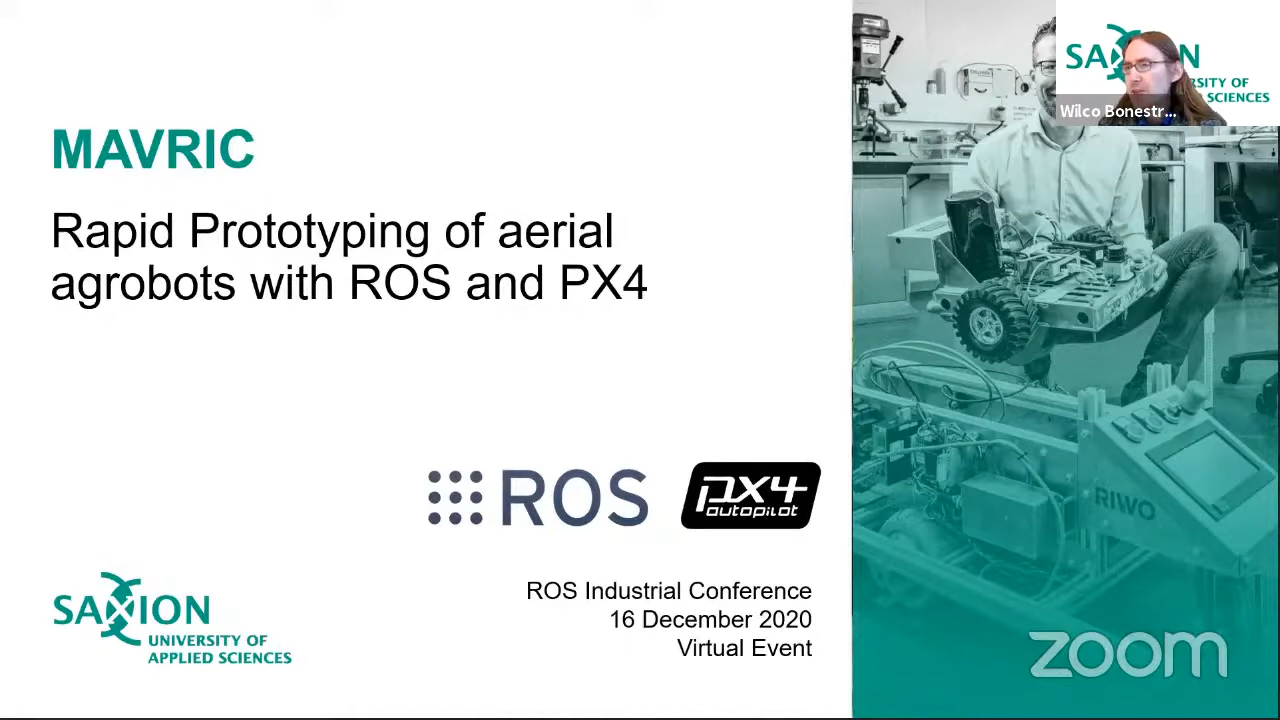 MAVRIC
Rapid Prototyping of aerial
agrobots with ROS and PX4
ROS
px4
autopilot
SAXION
UNIVERSITY OF
APPLIED SCIENCES
ROS Industrial Conference
16 December 2020
Virtual Event
Wilco Bonestr...
RIWO
zoom